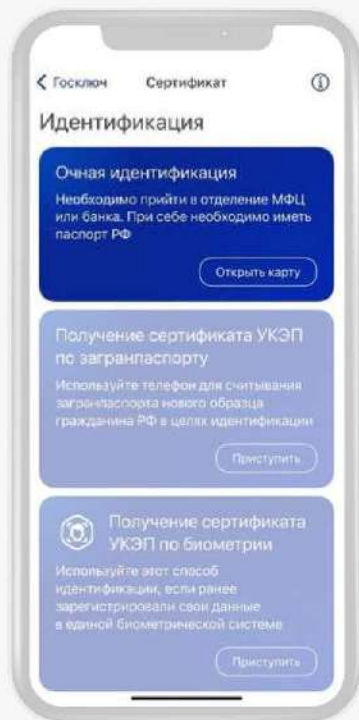 Госключ
Сертификат
Идентификация
Очная идентификация
Необходимо прийти в отделение МФЦ
или банка. При себе необходимо иметь
паспорт РФ
Открыть карту
Получение сертификата УКЭП
по загранпаспорту
Используйте телефон для считывания
загранпаспорта нового образца
гражданина РФ в целях идентификации
Приступить
Получение сертификата
УКЭП по биометрии
Используйте этот способ
идентификации, если ранее
зарегистрировали свои данные
в единой биометрической системе
Приступить